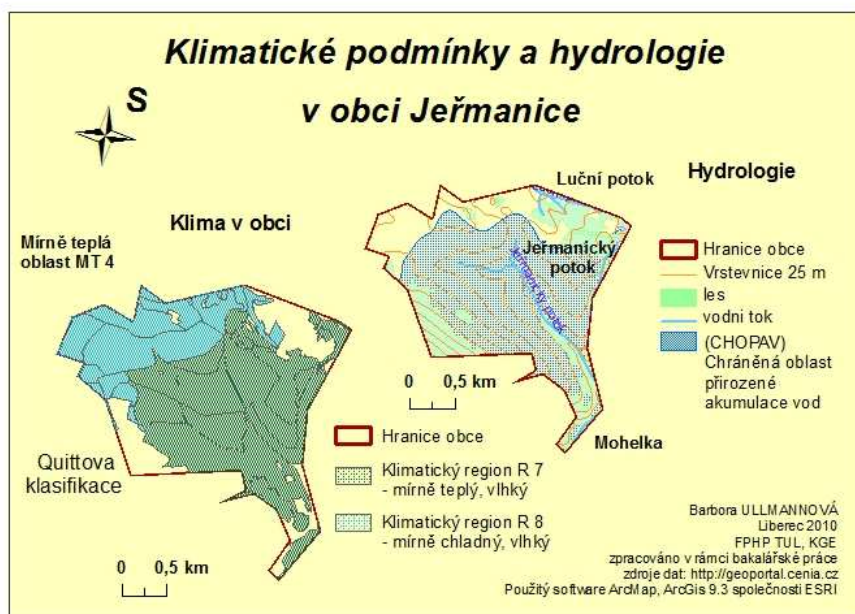 Klimatické podmínky a hydrologie
v obci Jeřmanice
S
Luční potok
Hydrologie
Klima v obci
Mírně teplá
oblast MT 4
Jeřmanický
potok
Jeřmanický potok
Hranice obce
Vrstevnice 25 m
les
vodni tok
(CHOPAV)
Chráněná oblast
přirozené
akumulace vod
0 0,5 km
Mohelka
Quittova
klasifikace
Hranice obce
Klimatický region R 7
- mírně teplý, vlhký
Klimatický region R 8
- mírně chladný, vlhký
0 0,5 km
Barbora ULLMANNOVÁ
Liberec 2010
FPHP TUL, KGE
zpracováno v rámci bakalářské práce
zdroje dat: http://geoportal.cenia.cz
Použitý software ArcMap, ArcGis 9.3 společnosti ESRI